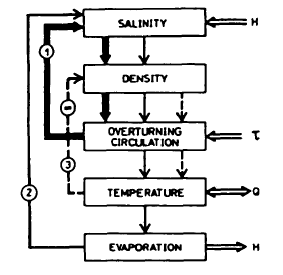 SALINITY H
1
DENSITY
-
OVERTURNING τ
CIRCULATION
3
TEMPERATURE Q
2
EVAPORATION H